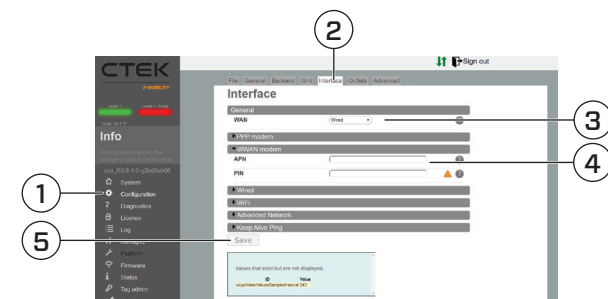 2
Sign out
CTEK
E-MOBILITY
File General Backend Grid Interface Outlets Advanced
Interface
General
WAN Wired
3
Info
PPP modem
WWAN modem
APN
4
PIN
System
1
Configuration
Diagnostics
License
Log
Wired
WiFi
Advanced Network
Keep Alive Ping
5
Save
Platform
Firmware
Status
Tag admin
Values that exist but are not displayed.
ID Value